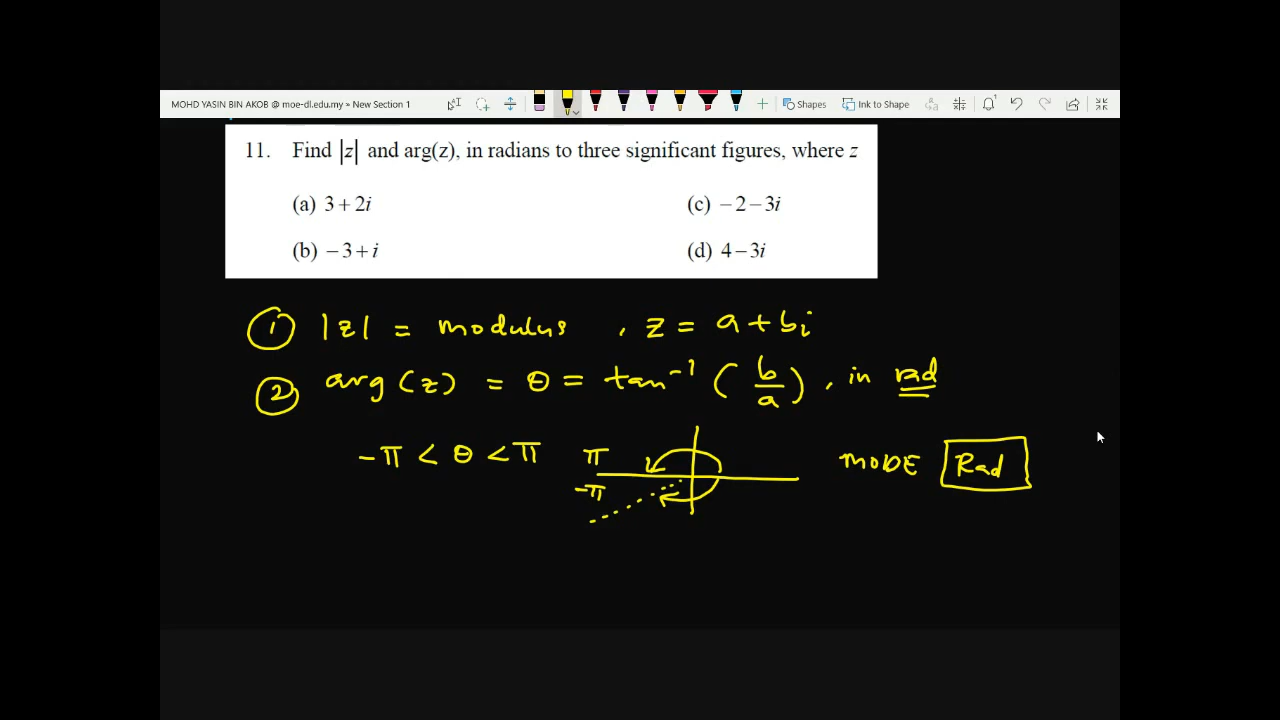 MOHD YASIN BIN AKOB @ moe-dl.edu.my » New Section 1
Shapes
Ink to Shape
11. Find |z| and arg(z), in radians to three significant figures, where z
(a) 3 + 2i
(c) −2 − 3i
(b) −3 + i
(d) 4 − 3i
① |z| = modulus , z = a + bi
② arg (z) = θ = tan⁻¹ (b/a) , in rad
-π < θ < π
π
-π
MODE Rad